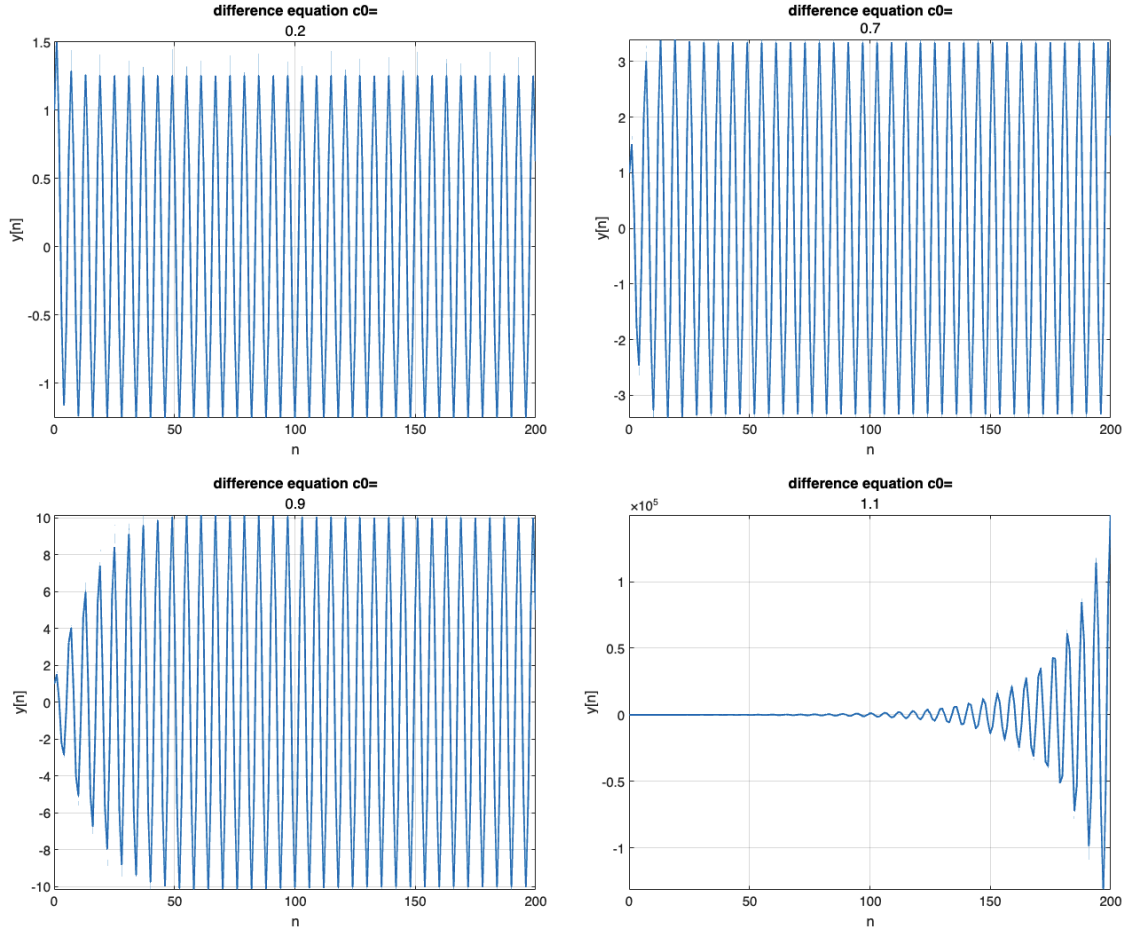 difference equation c0=
0.2
1.5
1
0.5
0
-0.5
-1
y[n]
0 50 100 150 200
n
difference equation c0=
0.7
3
2
1
0
-1
-2
-3
y[n]
0 50 100 150 200
n
difference equation c0=
0.9
10
8
6
4
2
0
-2
-4
-6
-8
-10
y[n]
0 50 100 150 200
n
difference equation c0=
1.1
×10⁵
1
0.5
0
-0.5
-1
y[n]
0 50 100 150 200
n